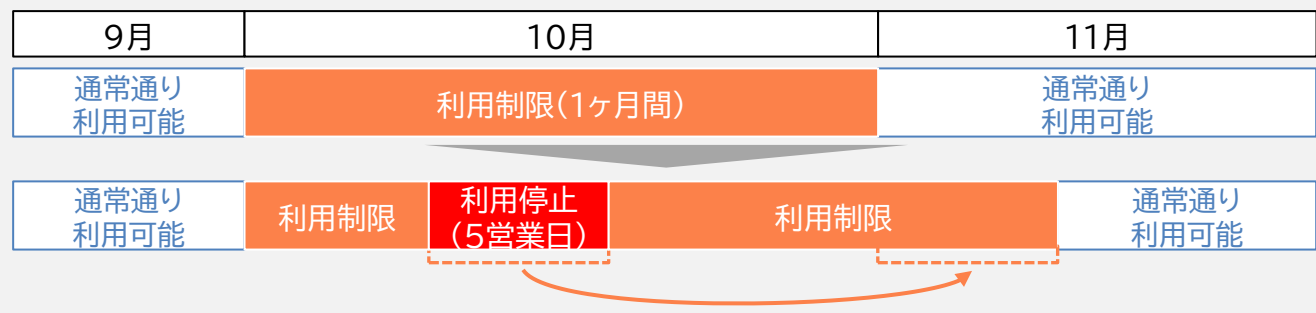 9月
10月
11月
通常通り
利用可能
利用制限(1ヶ月間)
通常通り
利用可能
通常通り
利用可能
利用制限
利用停止
(5営業日)
利用制限
通常通り
利用可能